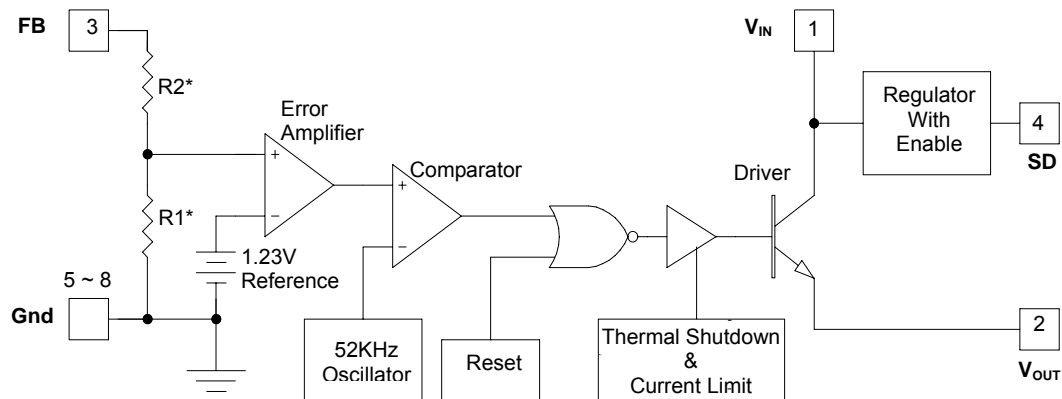 FB
3
R2*
R1*
5 ~ 8
Gnd
Error
Amplifier
+
−
1.23V
Reference
Comparator
+
−
52KHz
Oscillator
Reset
Thermal Shutdown
&
Current Limit
Driver
VIN
1
Regulator
With
Enable
4
SD
2
VOUT